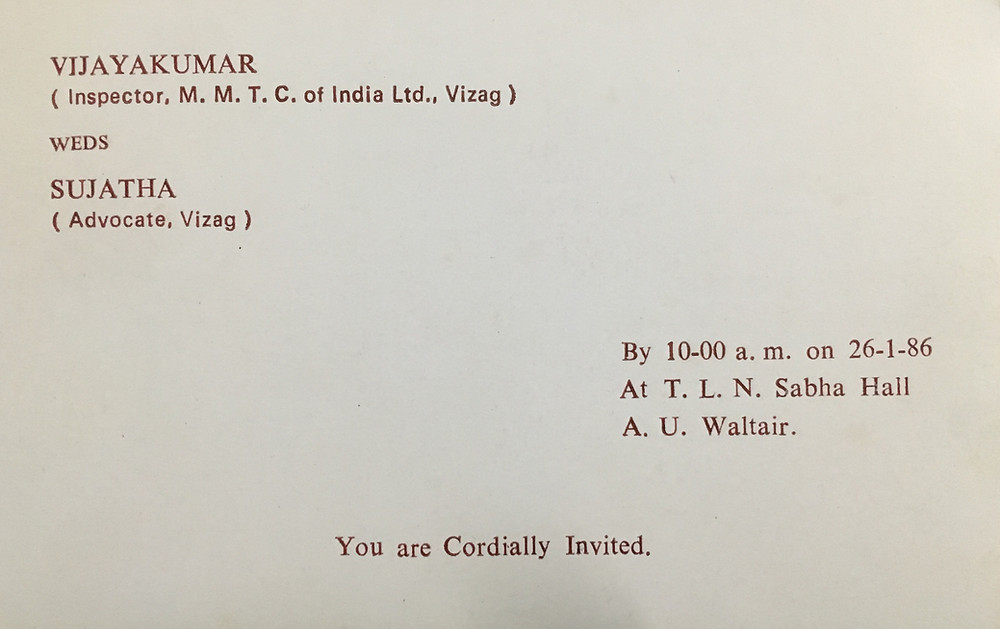 VIJAYAKUMAR
( Inspector, M. M. T. C. of India Ltd., Vizag )
WEDS
SUJATHA
( Advocate, Vizag )
By 10-00 a. m. on 26-1-86
At T. L. N. Sabha Hall
A. U. Waltair.
You are Cordially Invited.